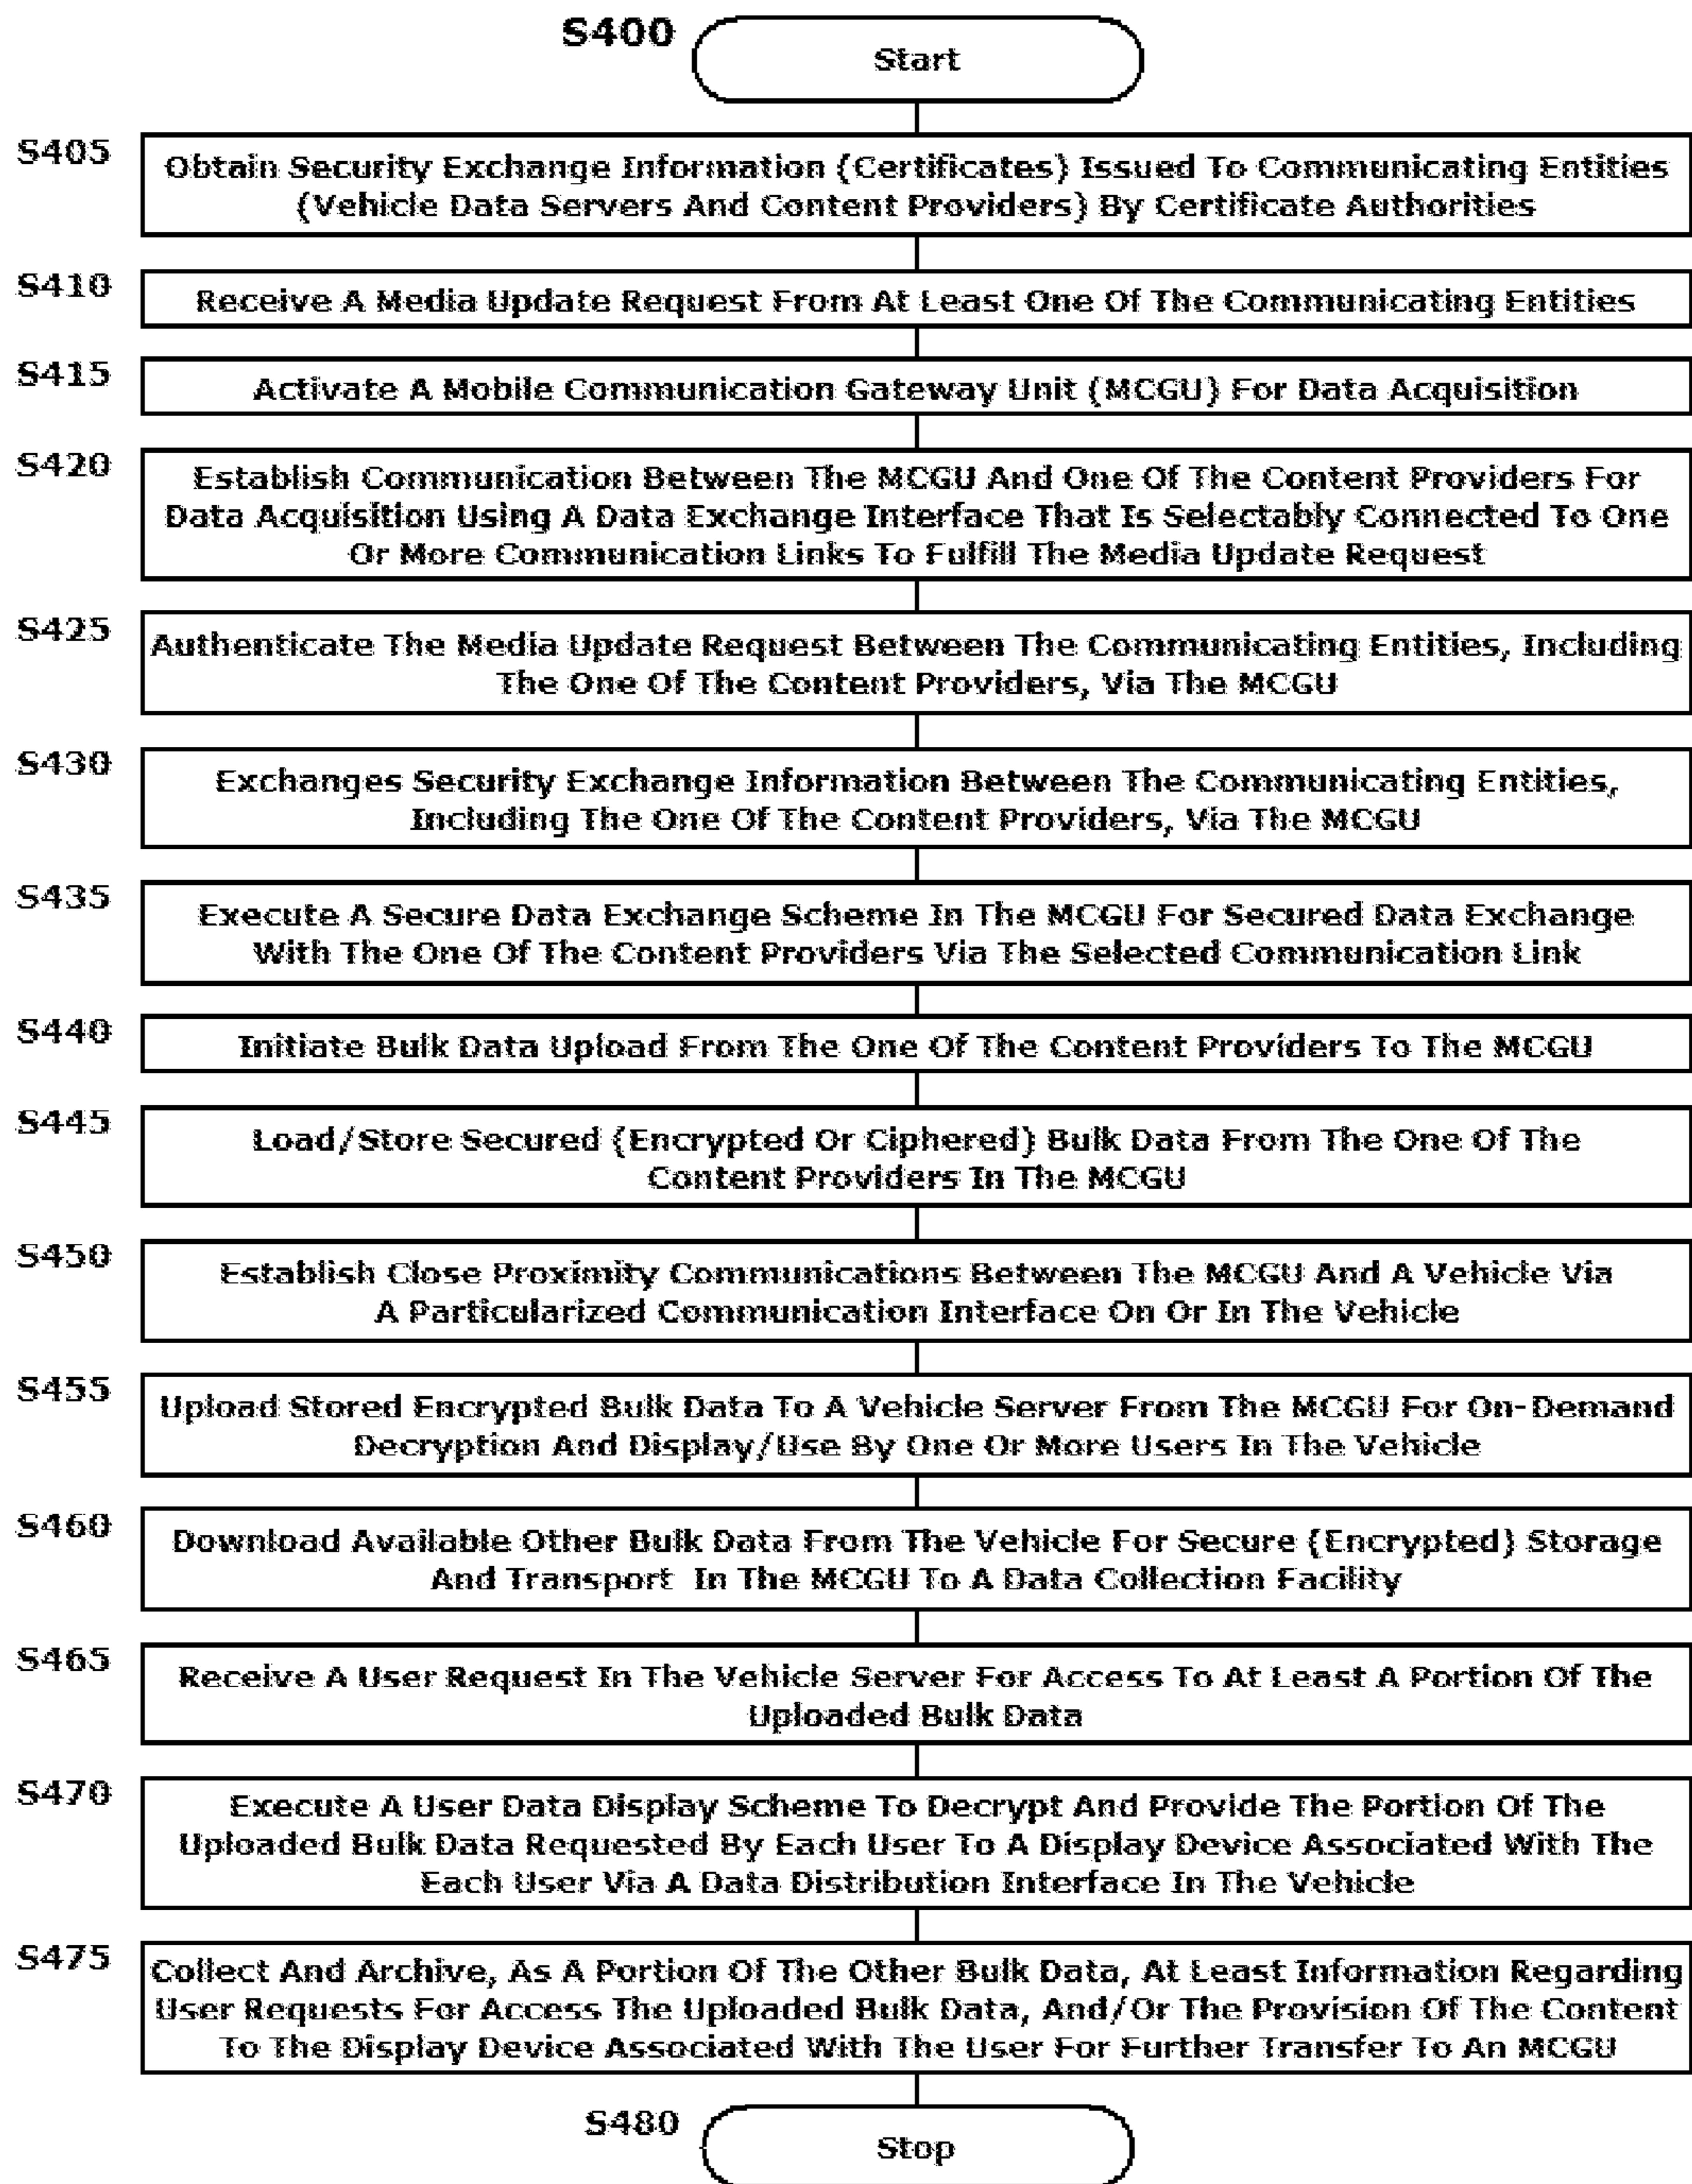 S400
Start
S405
Obtain Security Exchange Information (Certificates) Issued To Communicating Entities
(Vehicle Data Servers And Content Providers) By Certificate Authorities
S410
Receive A Media Update Request From At Least One Of The Communicating Entities
S415
Activate A Mobile Communication Gateway Unit (MCGU) For Data Acquisition
S420
Establish Communication Between The MCGU And One Of The Content Providers For
Data Acquisition Using A Data Exchange Interface That Is Selectably Connected To One
Or More Communication Links To Fulfill The Media Update Request
S425
Authenticate The Media Update Request Between The Communicating Entities, Including
The One Of The Content Providers, Via The MCGU
S430
Exchanges Security Exchange Information Between The Communicating Entities,
Including The One Of The Content Providers, Via The MCGU
S435
Execute A Secure Data Exchange Scheme In The MCGU For Secured Data Exchange
With The One Of The Content Providers Via The Selected Communication Link
S440
Initiate Bulk Data Upload From The One Of The Content Providers To The MCGU
S445
Load/Store Secured (Encrypted Or Ciphered) Bulk Data From The One Of The
Content Providers In The MCGU
S450
Establish Close Proximity Communications Between The MCGU And A Vehicle Via
A Particularized Communication Interface On Or In The Vehicle
S455
Upload Stored Encrypted Bulk Data To A Vehicle Server From The MCGU For On-Demand
Decryption And Display/Use By One Or More Users In The Vehicle
S460
Download Available Other Bulk Data From The Vehicle For Secure (Encrypted) Storage
And Transport In The MCGU To A Data Collection Facility
S465
Receive A User Request In The Vehicle Server For Access To At Least A Portion Of The
Uploaded Bulk Data
S470
Execute A User Data Display Scheme To Decrypt And Provide The Portion Of The
Uploaded Bulk Data Requested By Each User To A Display Device Associated With The
Each User Via A Data Distribution Interface In The Vehicle
S475
Collect And Archive, As A Portion Of The Other Bulk Data, At Least Information Regarding
User Requests For Access The Uploaded Bulk Data, And/Or The Provision Of The Content
To The Display Device Associated With The User For Further Transfer To An MCGU
S480
Stop